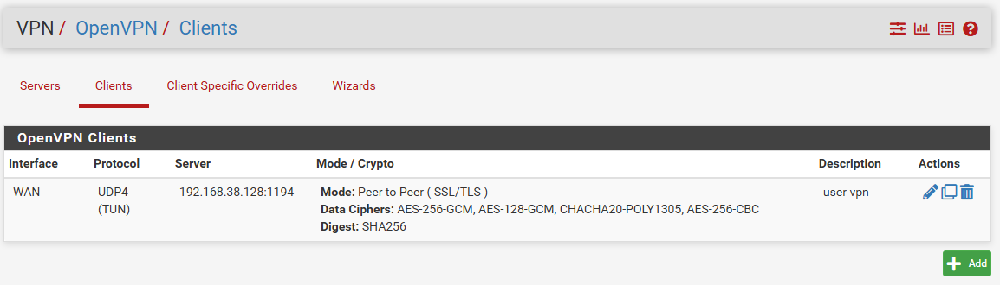 VPN / OpenVPN / Clients
Servers Clients Client Specific Overrides Wizards
OpenVPN Clients
Interface Protocol Server Mode / Crypto Description Actions
WAN UDP4 (TUN) 192.168.38.128:1194 Mode: Peer to Peer ( SSL/TLS ) user vpn
Data Ciphers: AES-256-GCM, AES-128-GCM, CHACHA20-POLY1305, AES-256-CBC
Digest: SHA256
Add